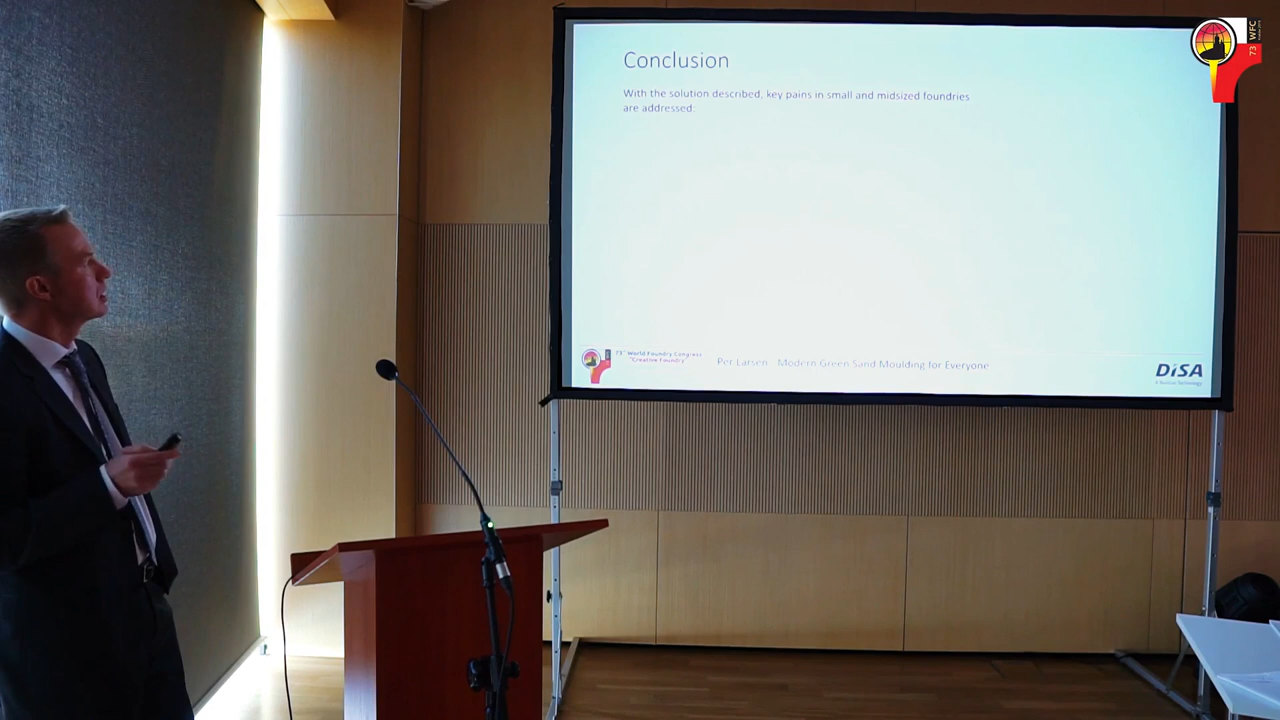 Conclusion
With the solution described, key pains in small and midsized foundries
are addressed:
73rd World Foundry Congress
"Creative Foundry"
Per Larsen Modern Green Sand Moulding for Everyone
DISA
73 WFC